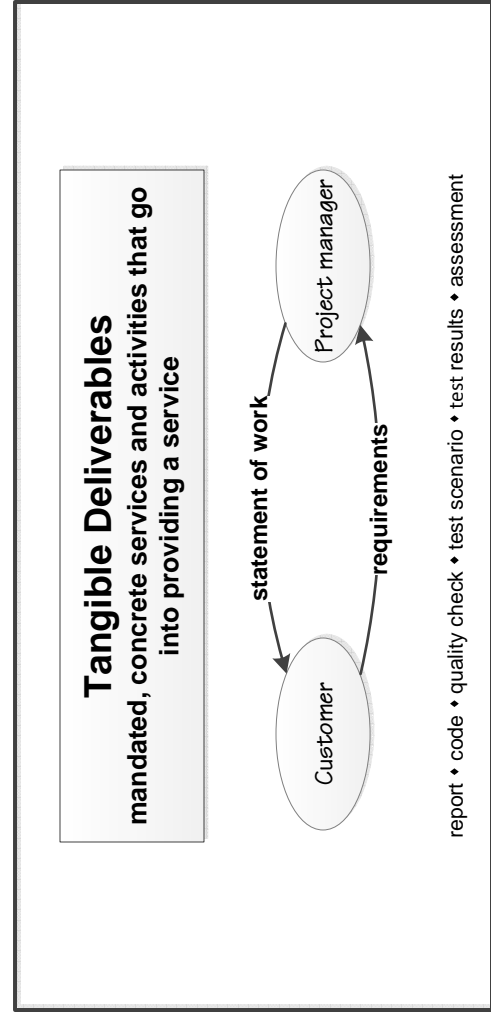 Tangible Deliverables
mandated, concrete services and activities that go
into providing a service
statement of work
Customer
Project manager
requirements
report ◆ code ◆ quality check ◆ test scenario ◆ test results ◆ assessment